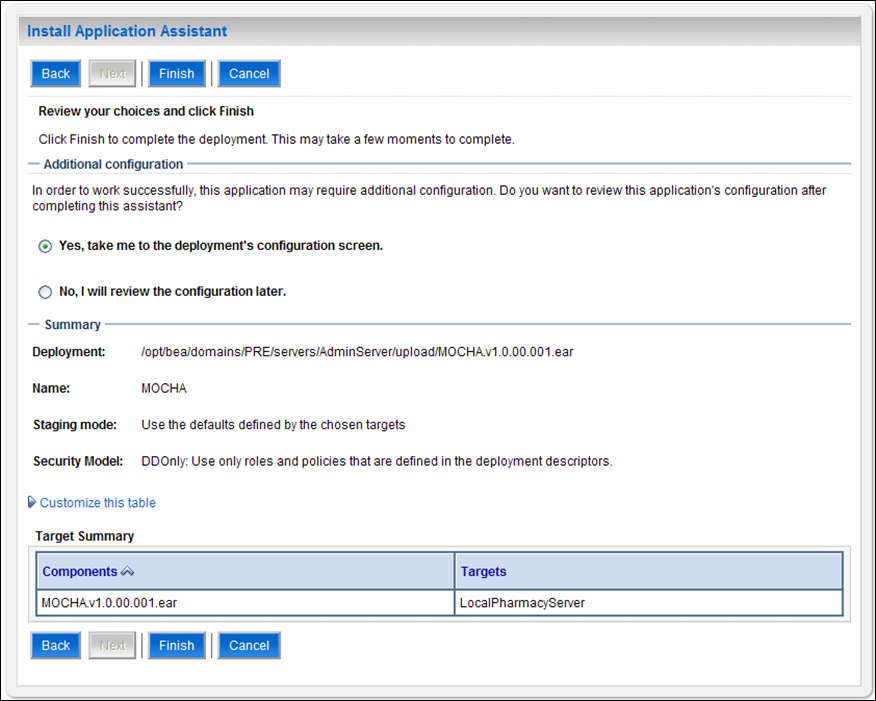 Install Application Assistant
Back Next Finish Cancel
Review your choices and click Finish
Click Finish to complete the deployment. This may take a few moments to complete.
Additional configuration
In order to work successfully, this application may require additional configuration. Do you want to review this application's configuration after
completing this assistant?
Yes, take me to the deployment's configuration screen.
No, I will review the configuration later.
Summary
Deployment: /opt/bea/domains/PRE/servers/AdminServer/upload/MOCHA.v1.0.00.001.ear
Name: MOCHA
Staging mode: Use the defaults defined by the chosen targets
Security Model: DDOnly: Use only roles and policies that are defined in the deployment descriptors.
Customize this table
Target Summary
Components Targets
MOCHA.v1.0.00.001.ear LocalPharmacyServer
Back Next Finish Cancel